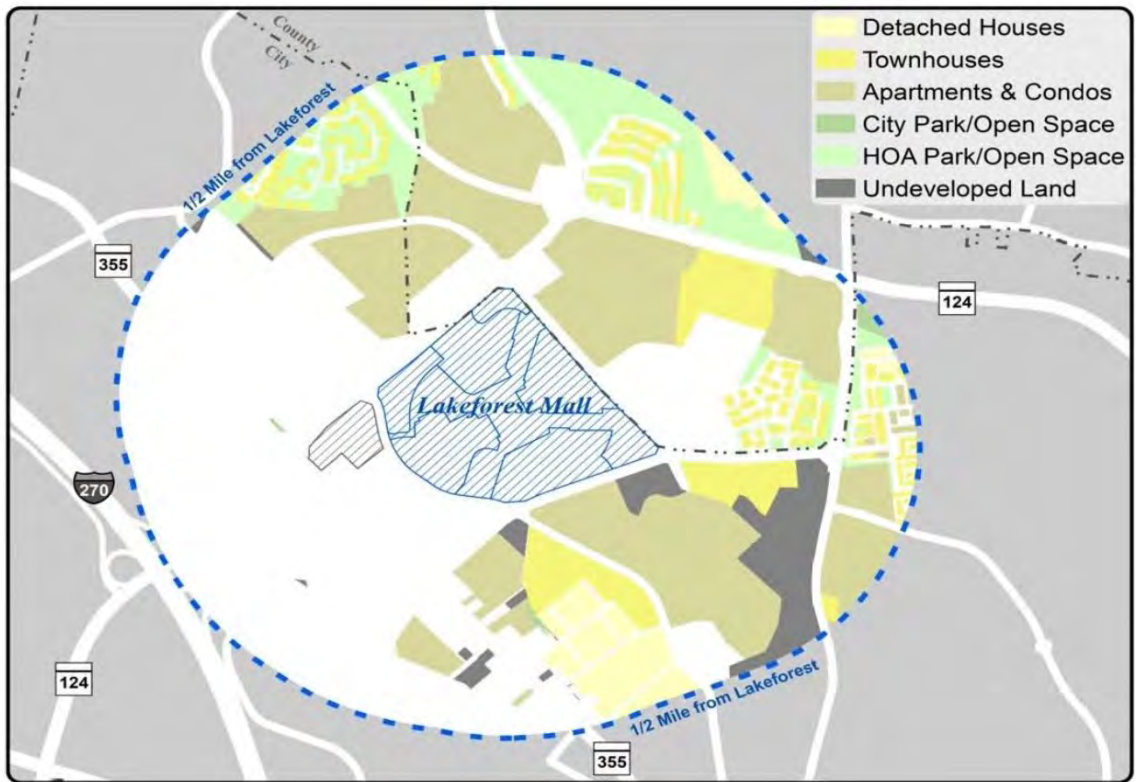 County
City
Detached Houses
Townhouses
Apartments & Condos
City Park/Open Space
HOA Park/Open Space
Undeveloped Land
1/2 Mile from Lakeforest
355
124
Lakeforest Mall
270
124
1/2 Mile from Lakeforest
355